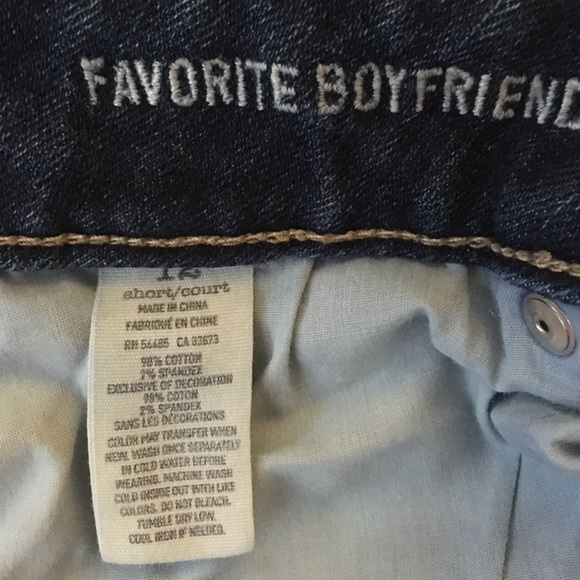 FAVORITE BOYFRIEND
12
short/court
MADE IN CHINA
FABRIQUÉ EN CHINE
RN 54485 CA 03673
98% COTTON
2% SPANDEX
EXCLUSIVE OF DECORATION
98% COTON
2% SPANDEX
SANS LES DÉCORATIONS
COLOR MAY TRANSFER WHEN
NEW. WASH ONCE SEPARATELY
IN COLD WATER BEFORE
WEARING. MACHINE WASH
COLD INSIDE OUT WITH LIKE
COLORS. DO NOT BLEACH.
TUMBLE DRY LOW.
COOL IRON IF NEEDED.